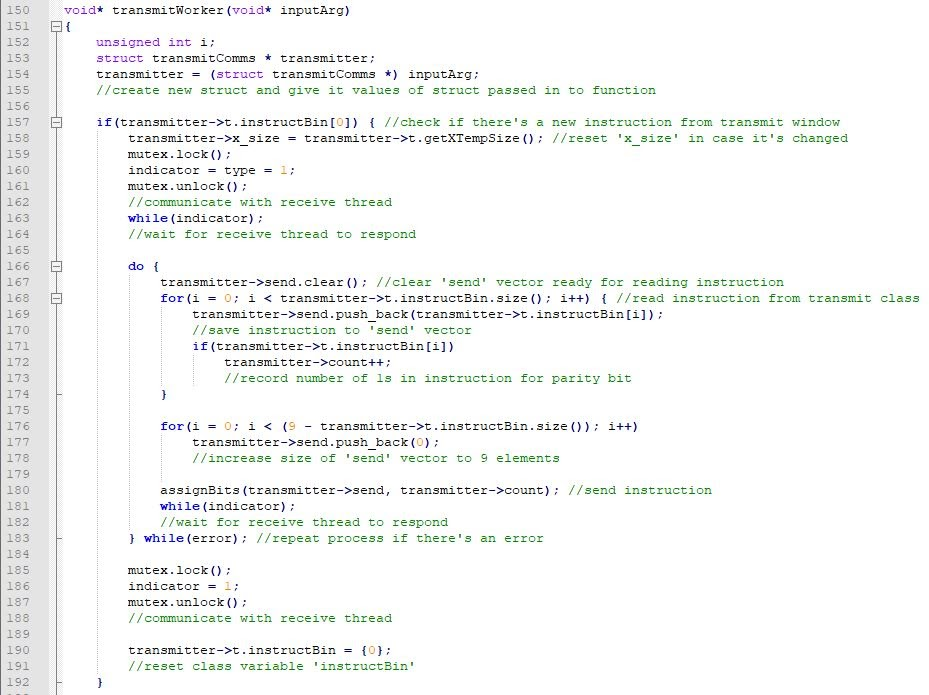 150 void* transmitWorker(void* inputArg)
151 {
152 unsigned int i;
153 struct transmitComms * transmitter;
154 transmitter = (struct transmitComms *) inputArg;
155 //create new struct and give it values of struct passed in to function
156
157 if(transmitter->t.instructBin[0]) { //check if there's a new instruction from transmit window
158 transmitter->x_size = transmitter->t.getXTempSize(); //reset 'x_size' in case it's changed
159 mutex.lock();
160 indicator = type = 1;
161 mutex.unlock();
162 //communicate with receive thread
163 while(indicator);
164 //wait for receive thread to respond
165
166 do {
167 transmitter->send.clear(); //clear 'send' vector ready for reading instruction
168 for(i = 0; i < transmitter->t.instructBin.size(); i++) { //read instruction from transmit class
169 transmitter->send.push_back(transmitter->t.instructBin[i]);
170 //save instruction to 'send' vector
171 if(transmitter->t.instructBin[i])
172 transmitter->count++;
173 //record number of 1s in instruction for parity bit
174 }
175
176 for(i = 0; i < (9 - transmitter->t.instructBin.size()); i++)
177 transmitter->send.push_back(0);
178 //increase size of 'send' vector to 9 elements
179
180 assignBits(transmitter->send, transmitter->count); //send instruction
181 while(indicator);
182 //wait for receive thread to respond
183 } while(error); //repeat process if there's an error
184
185 mutex.lock();
186 indicator = 1;
187 mutex.unlock();
188 //communicate with receive thread
189
190 transmitter->t.instructBin = {0};
191 //reset class variable 'instructBin'
192 }